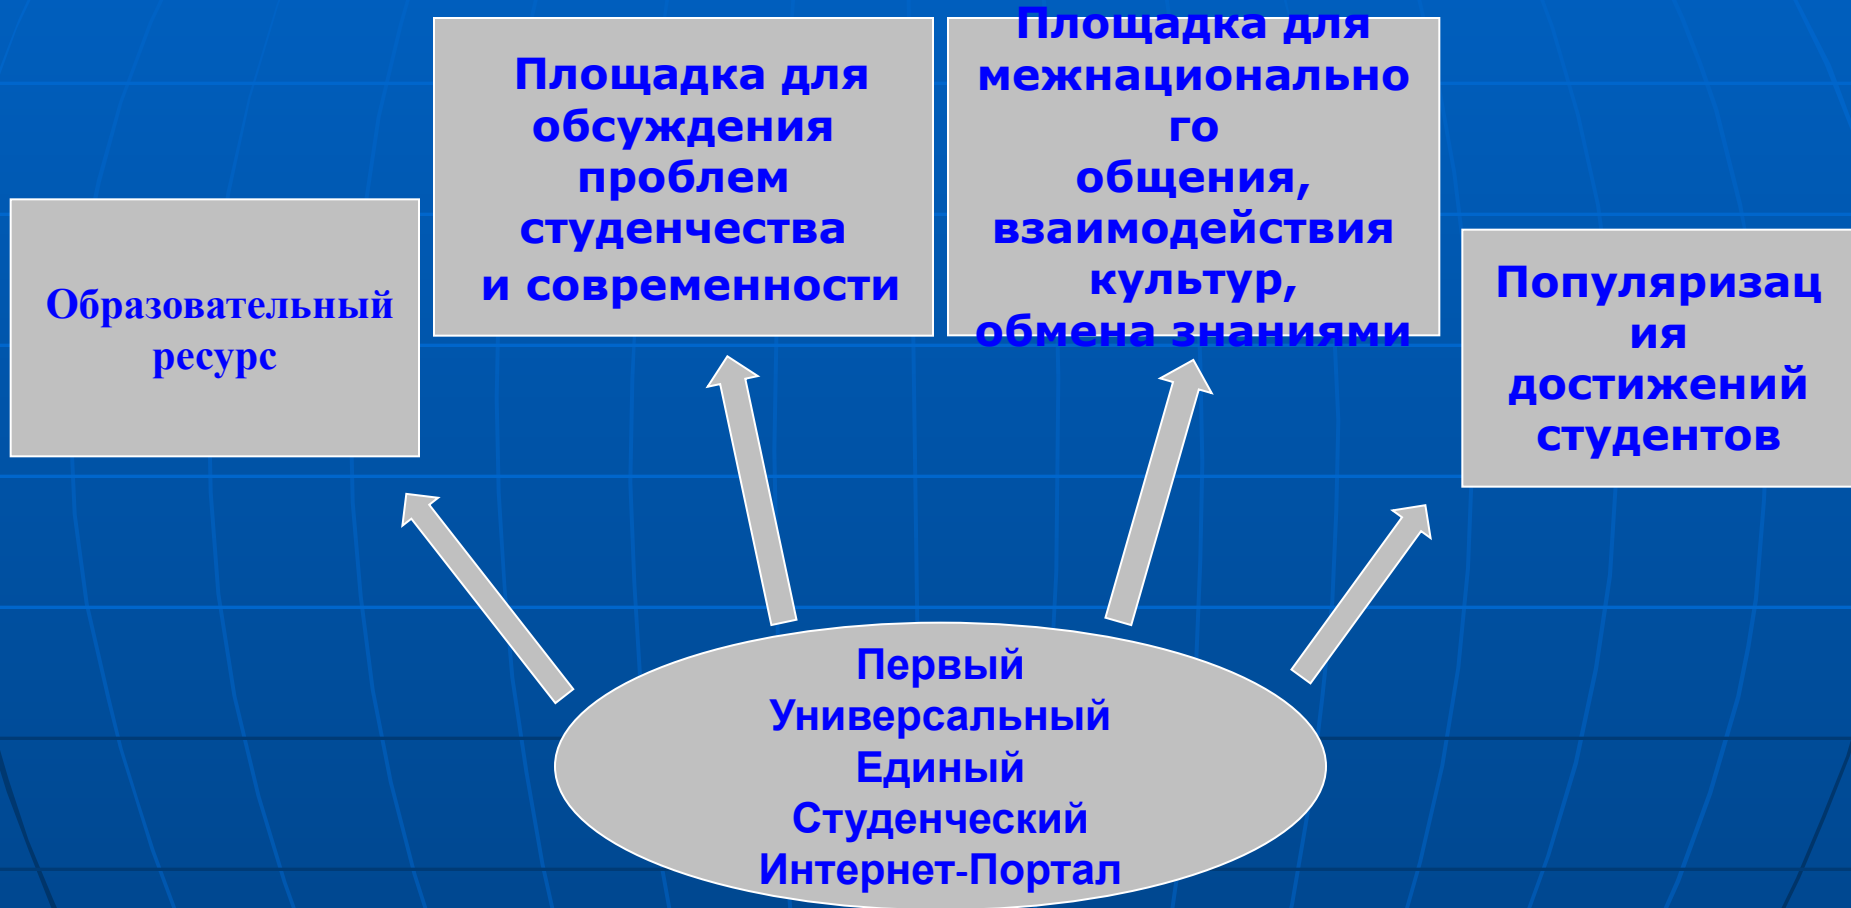 Образовательный
ресурс
Площадка для
обсуждения
проблем
студенчества
и современности
Площадка для
межнационально
го
общения,
взаимодействия
культур,
обмена знаниями
Популяризац
ия
достижений
студентов
Первый
Универсальный
Единый
Студенческий
Интернет-Портал